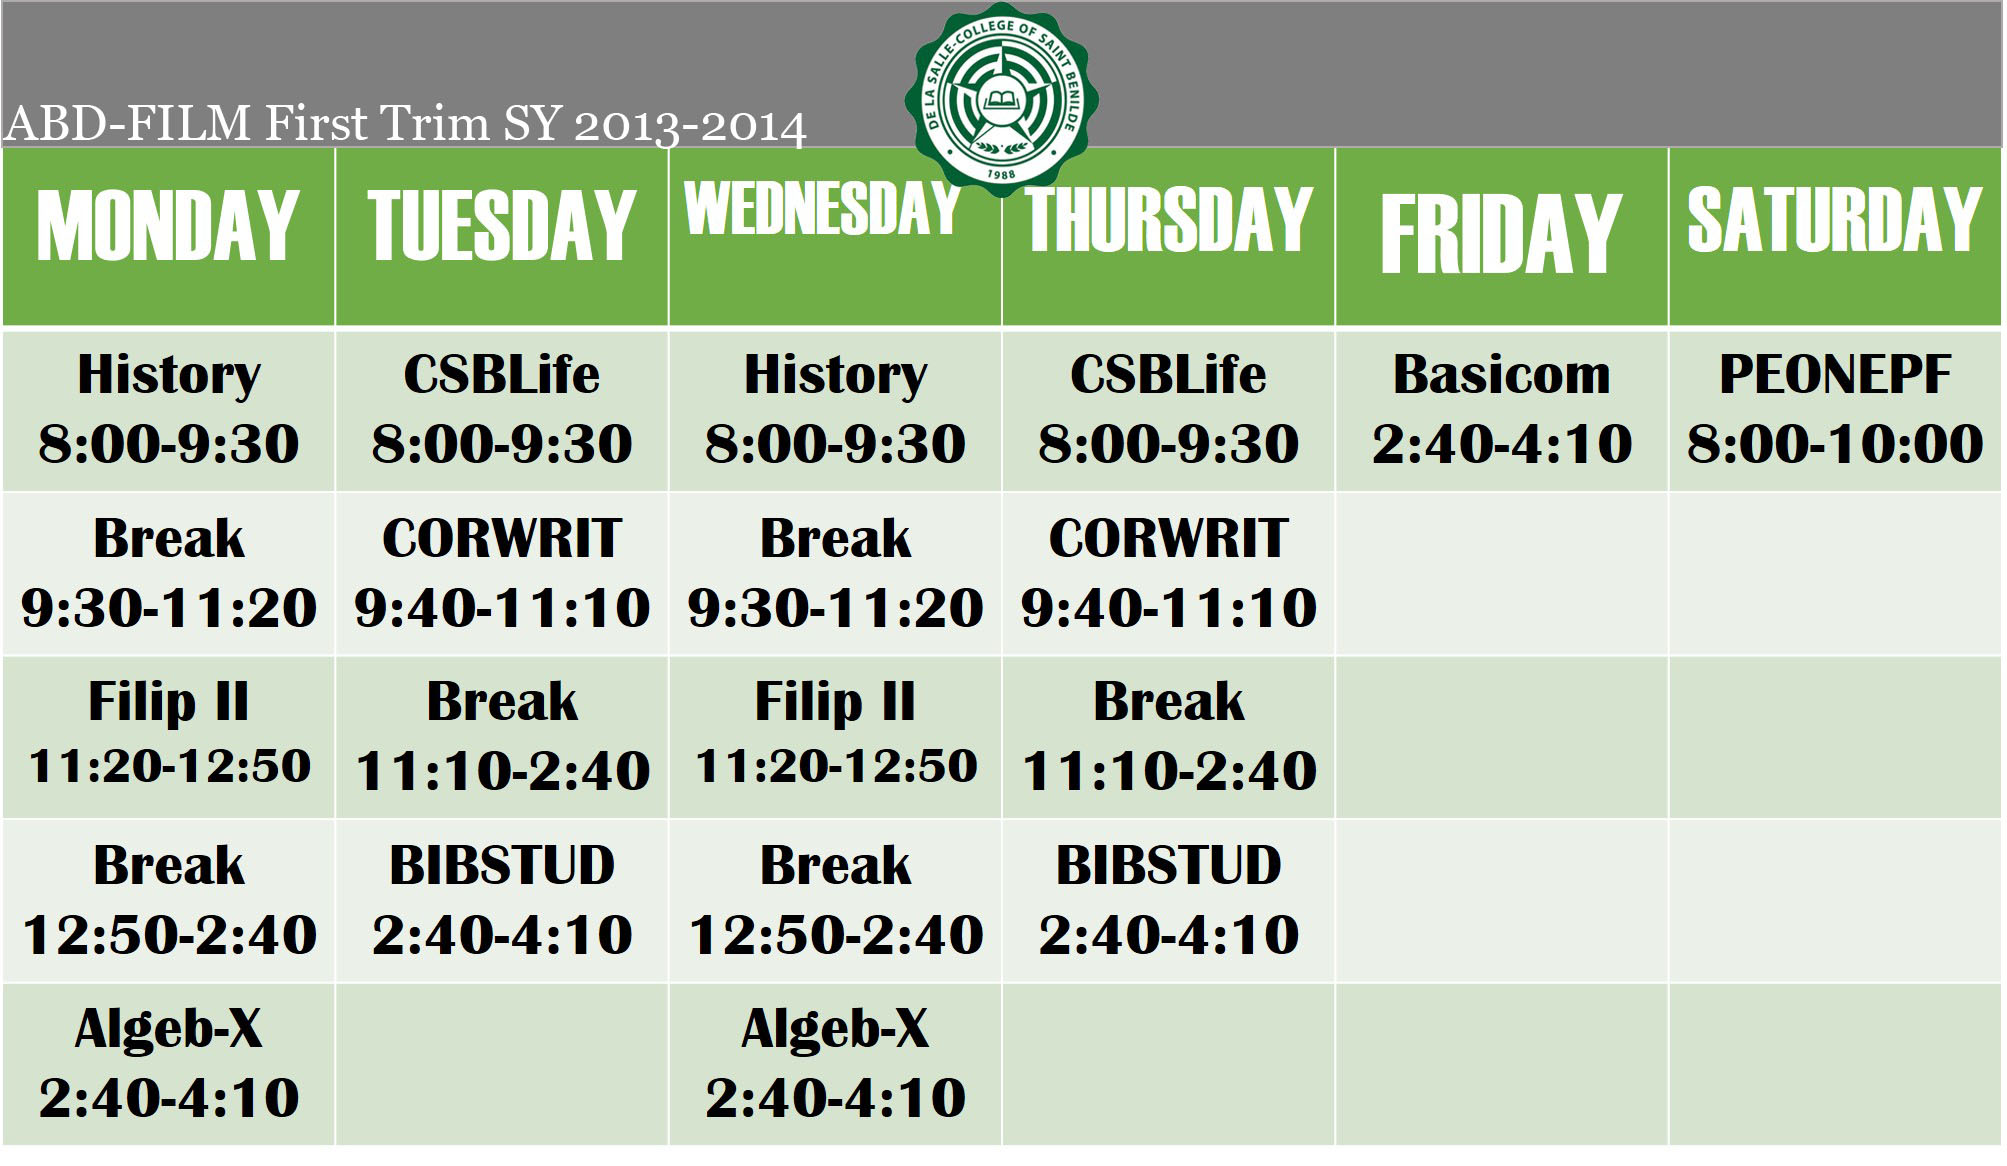 ABD-FILM First Trim SY 2013-2014
DE LA SALLE-COLLEGE OF SAINT BENILDE
1988
MONDAY TUESDAY WEDNESDAY THURSDAY FRIDAY SATURDAY
History CSBLife History CSBLife Basicom PEONEPF
8:00-9:30 8:00-9:30 8:00-9:30 8:00-9:30 2:40-4:10 8:00-10:00
Break CORWRIT Break CORWRIT
9:30-11:20 9:40-11:10 9:30-11:20 9:40-11:10
Filip II Break Filip II Break
11:20-12:50 11:10-2:40 11:20-12:50 11:10-2:40
Break BIBSTUD Break BIBSTUD
12:50-2:40 2:40-4:10 12:50-2:40 2:40-4:10
Algeb-X Algeb-X
2:40-4:10 2:40-4:10